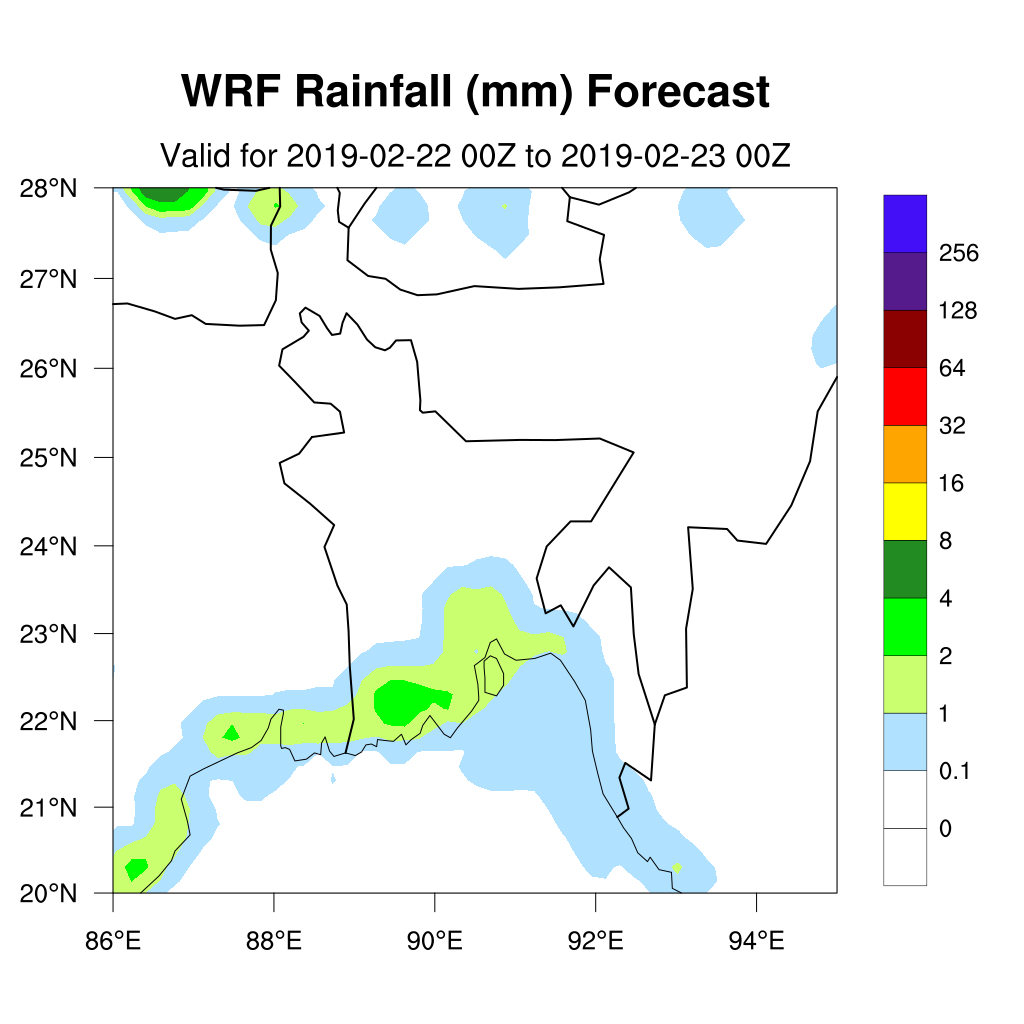 WRF Rainfall (mm) Forecast
Valid for 2019-02-22 00Z to 2019-02-23 00Z
28°N
27°N
26°N
25°N
24°N
23°N
22°N
21°N
20°N
86°E
88°E
90°E
92°E
94°E
256
128
64
32
16
8
4
2
1
0.1
0